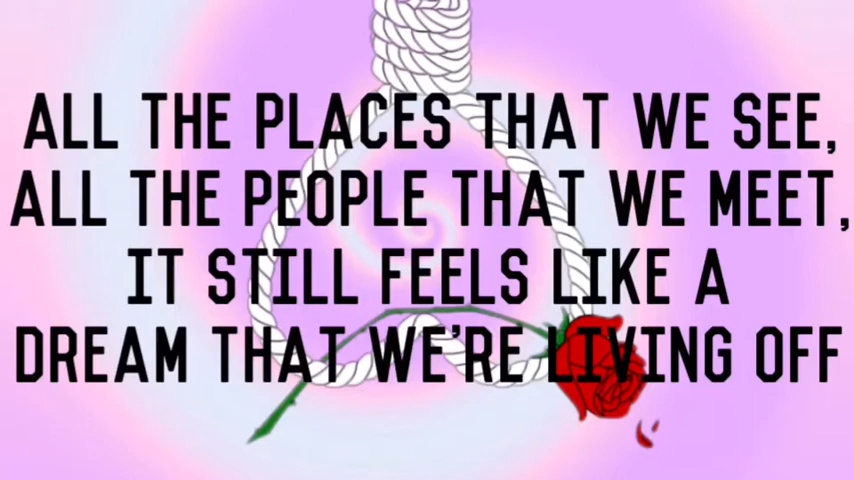 ALL THE PLACES THAT WE SEE,
ALL THE PEOPLE THAT WE MEET,
IT STILL FEELS LIKE A
DREAM THAT WE'RE LIVING OFF